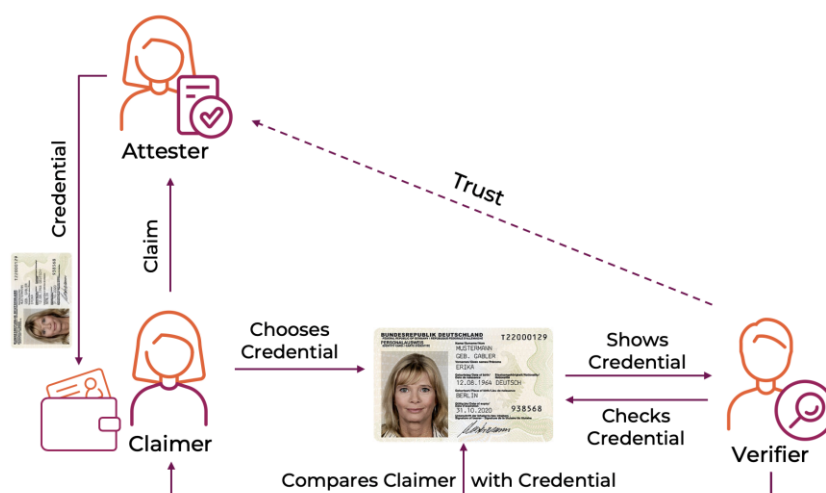 Attester
Credential
Claim
Trust
Chooses
Credential
BUNDESREPUBLIK DEUTSCHLAND
T22000129
PERSONALAUSWEIS
MUSTERMANN
GEB. GABLER
ERIKA
12.08.1964 DEUTSCH
BERLIN
31.10.2020
938568
Shows
Credential
Checks
Credential
Claimer
Verifier
Compares Claimer with Credential